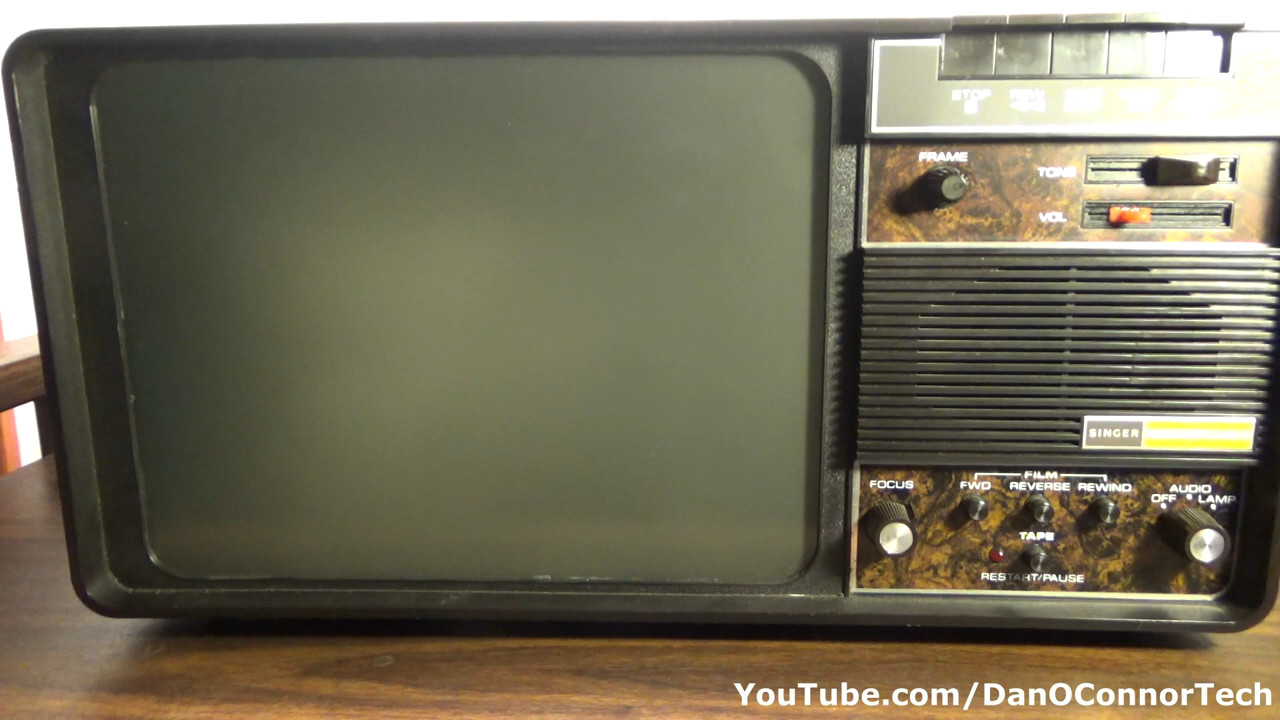 STOP REW
FRAME
TONE
VOL
SINGER
FILM
FOCUS FWD REVERSE REWIND AUDIO
OFF LAMP
TAPE
RESTART/PAUSE
YouTube.com/DanOConnorTech